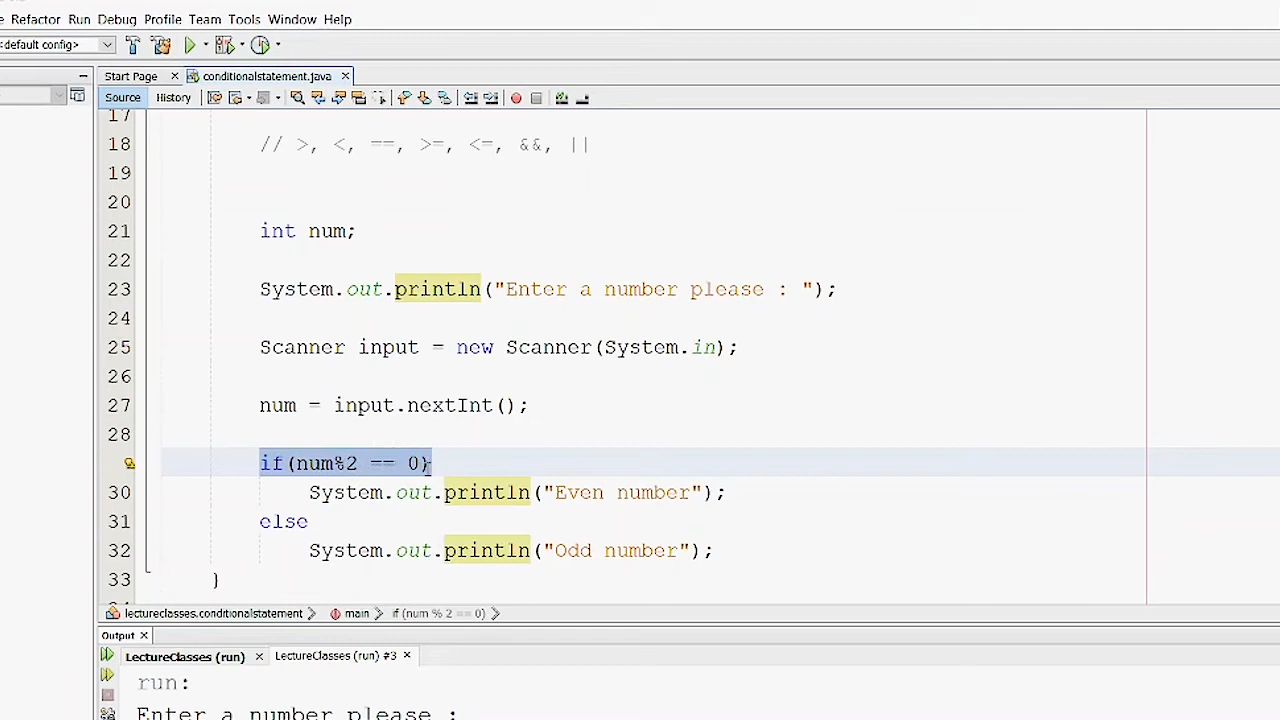 Refactor Run Debug Profile Team Tools Window Help
<default config>
Start Page conditionalstatement.java
Source History
17
18 // >, <, ==, >=, <=, &&, ||
19
20
21 int num;
22
23 System.out.println("Enter a number please : ");
24
25 Scanner input = new Scanner(System.in);
26
27 num = input.nextInt();
28
if(num%2 == 0)
30 System.out.println("Even number");
31 else
32 System.out.println("Odd number");
33 }
lectureclasses.conditionalstatement main if (num % 2 == 0)
Output
LectureClasses (run) LectureClasses (run) #3
run:
Enter a number please :